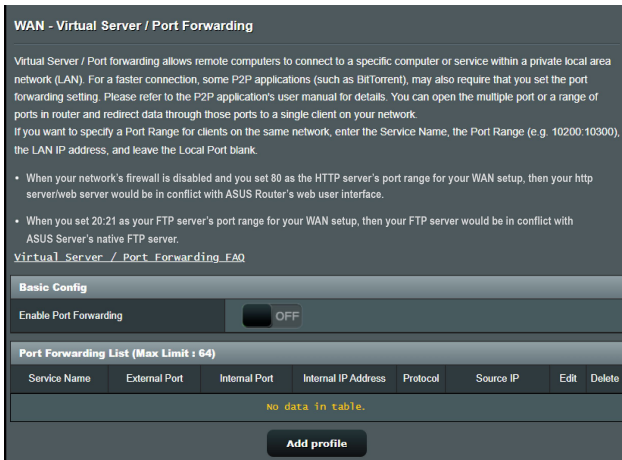 WAN - Virtual Server / Port Forwarding
Virtual Server / Port forwarding allows remote computers to connect to a specific computer or service within a private local area
network (LAN). For a faster connection, some P2P applications (such as BitTorrent), may also require that you set the port
forwarding setting. Please refer to the P2P application's user manual for details. You can open the multiple port or a range of
ports in router and redirect data through those ports to a single client on your network.
If you want to specify a Port Range for clients on the same network, enter the Service Name, the Port Range (e.g. 10200:10300),
the LAN IP address, and leave the Local Port blank.
• When your network's firewall is disabled and you set 80 as the HTTP server's port range for your WAN setup, then your http
server/web server would be in conflict with ASUS Router's web user interface.
• When you set 20:21 as your FTP server's port range for your WAN setup, then your FTP server would be in conflict with
ASUS Server's native FTP server.
Virtual Server / Port Forwarding FAQ
Basic Config
Enable Port Forwarding OFF
Port Forwarding List (Max Limit : 64)
Service Name External Port Internal Port Internal IP Address Protocol Source IP Edit Delete
No data in table.
Add profile